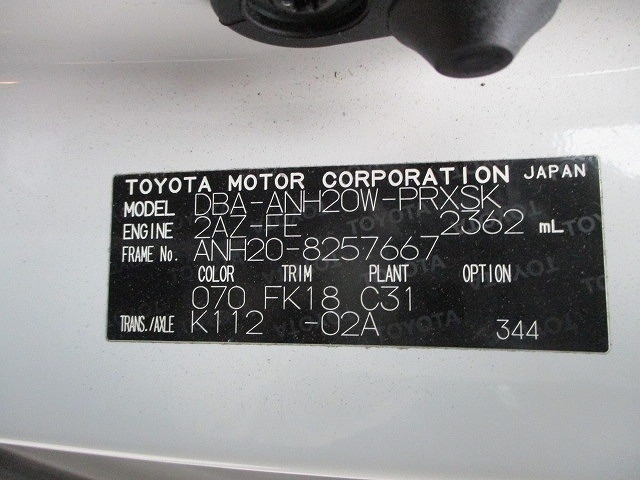 TOYOTA MOTOR CORPORATION JAPAN
MODEL DBA-ANH20W-PRXSK
ENGINE 2AZ-FE 2362 mL
FRAME No. ANH20-8257667
COLOR TRIM PLANT OPTION
070 FK18 C31
TRANS./AXLE K112 -02A 344